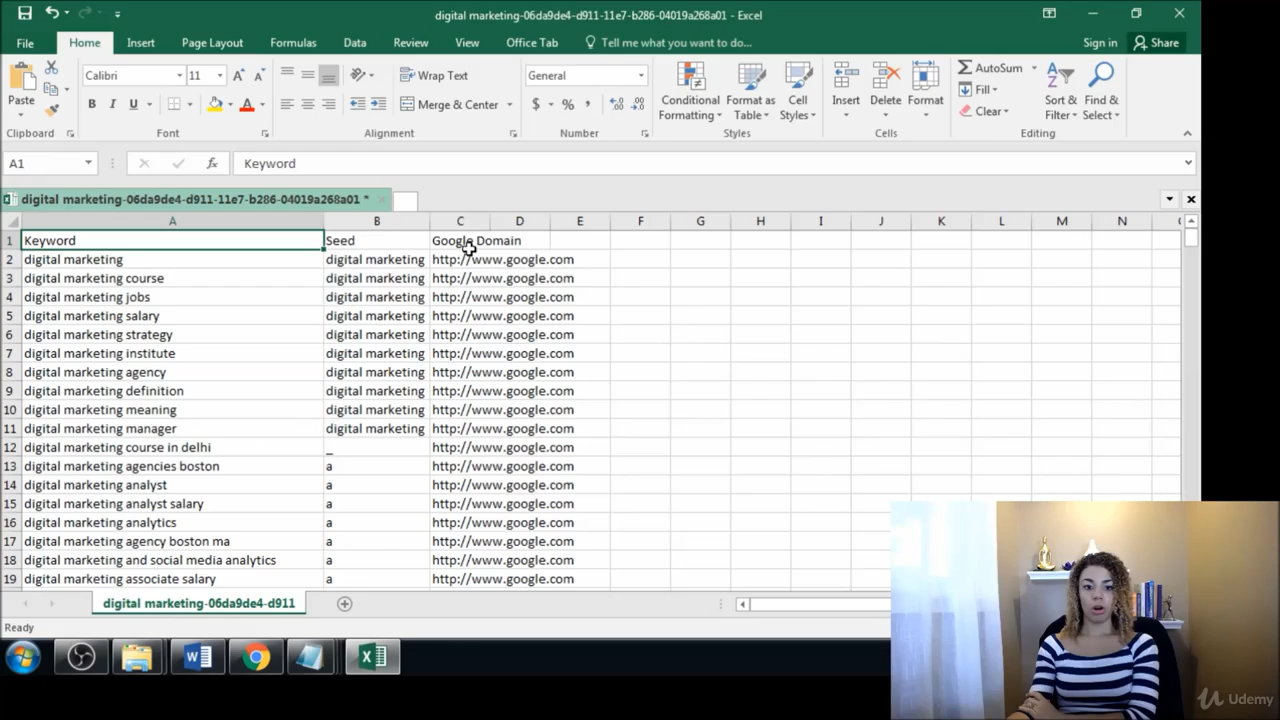 digital marketing-06da9de4-d911-11e7-b286-04019a268a01 - Excel
File Home Insert Page Layout Formulas Data Review View Office Tab Tell me what you want to do... Sign in Share
Calibri 11 Wrap Text General AutoSum
Paste Conditional Format as Cell Insert Delete Format Fill Sort & Find &
B I U Merge & Center $ % , Formatting Table Styles Clear Filter Select
Clipboard Font Alignment Number Styles Cells Editing
A1 fx Keyword
digital marketing-06da9de4-d911-11e7-b286-04019a268a01 *
A B C D E F G H I J K L M N
1 Keyword Seed Google Domain
2 digital marketing digital marketing http://www.google.com
3 digital marketing course digital marketing http://www.google.com
4 digital marketing jobs digital marketing http://www.google.com
5 digital marketing salary digital marketing http://www.google.com
6 digital marketing strategy digital marketing http://www.google.com
7 digital marketing institute digital marketing http://www.google.com
8 digital marketing agency digital marketing http://www.google.com
9 digital marketing definition digital marketing http://www.google.com
10 digital marketing meaning digital marketing http://www.google.com
11 digital marketing manager digital marketing http://www.google.com
12 digital marketing course in delhi _ http://www.google.com
13 digital marketing agencies boston a http://www.google.com
14 digital marketing analyst a http://www.google.com
15 digital marketing analyst salary a http://www.google.com
16 digital marketing analytics a http://www.google.com
17 digital marketing agency boston ma a http://www.google.com
18 digital marketing and social media analytics a http://www.google.com
19 digital marketing associate salary a http://www.google.com
digital marketing-06da9de4-d911
Ready
Udemy